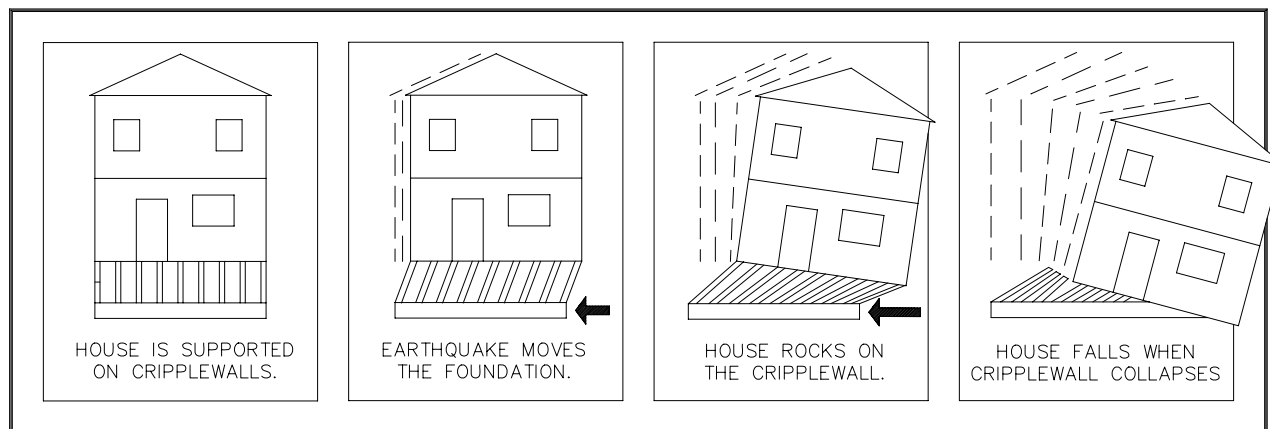 HOUSE IS SUPPORTED
ON CRIPPLEWALLS.
EARTHQUAKE MOVES
THE FOUNDATION.
HOUSE ROCKS ON
THE CRIPPLEWALL.
HOUSE FALLS WHEN
CRIPPLEWALL COLLAPSES